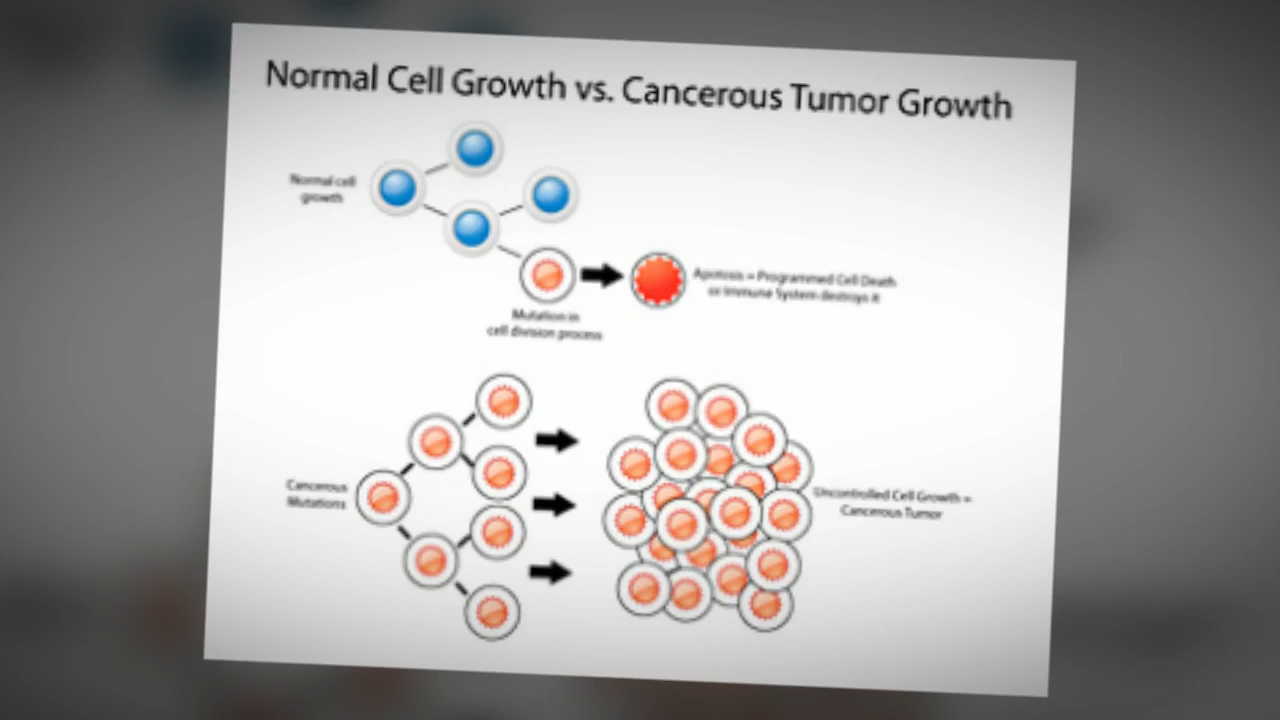 Normal Cell Growth vs. Cancerous Tumor Growth
Normal cell
growth
Apotosis = Programmed Cell Death
or Immune System destroys it
Mutation in
cell division process
Cancerous
Mutations
Uncontrolled Cell Growth =
Cancerous Tumor